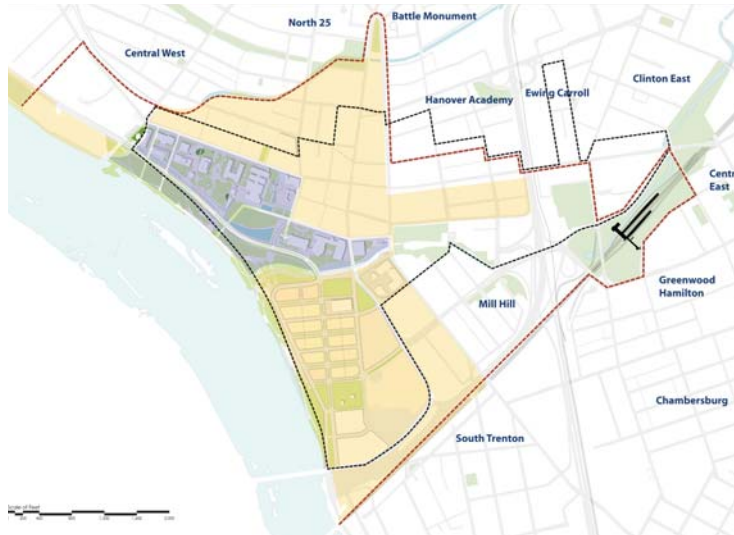 North 25
Battle Monument
Central West
Clinton East
Hanover Academy
Ewing Carroll
East
Greenwood
Hamilton
Mill Hill
Chambersburg
South Trenton